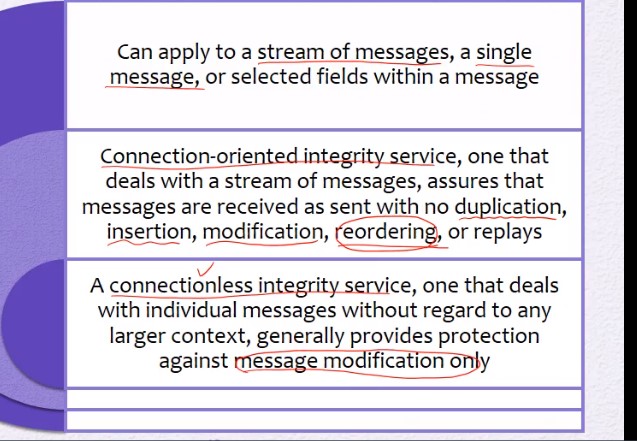 Can apply to a stream of messages, a single
message, or selected fields within a message
Connection-oriented integrity service, one that
deals with a stream of messages, assures that
messages are received as sent with no duplication,
insertion, modification, reordering, or replays
A connectionless integrity service, one that deals
with individual messages without regard to any
larger context, generally provides protection
against message modification only